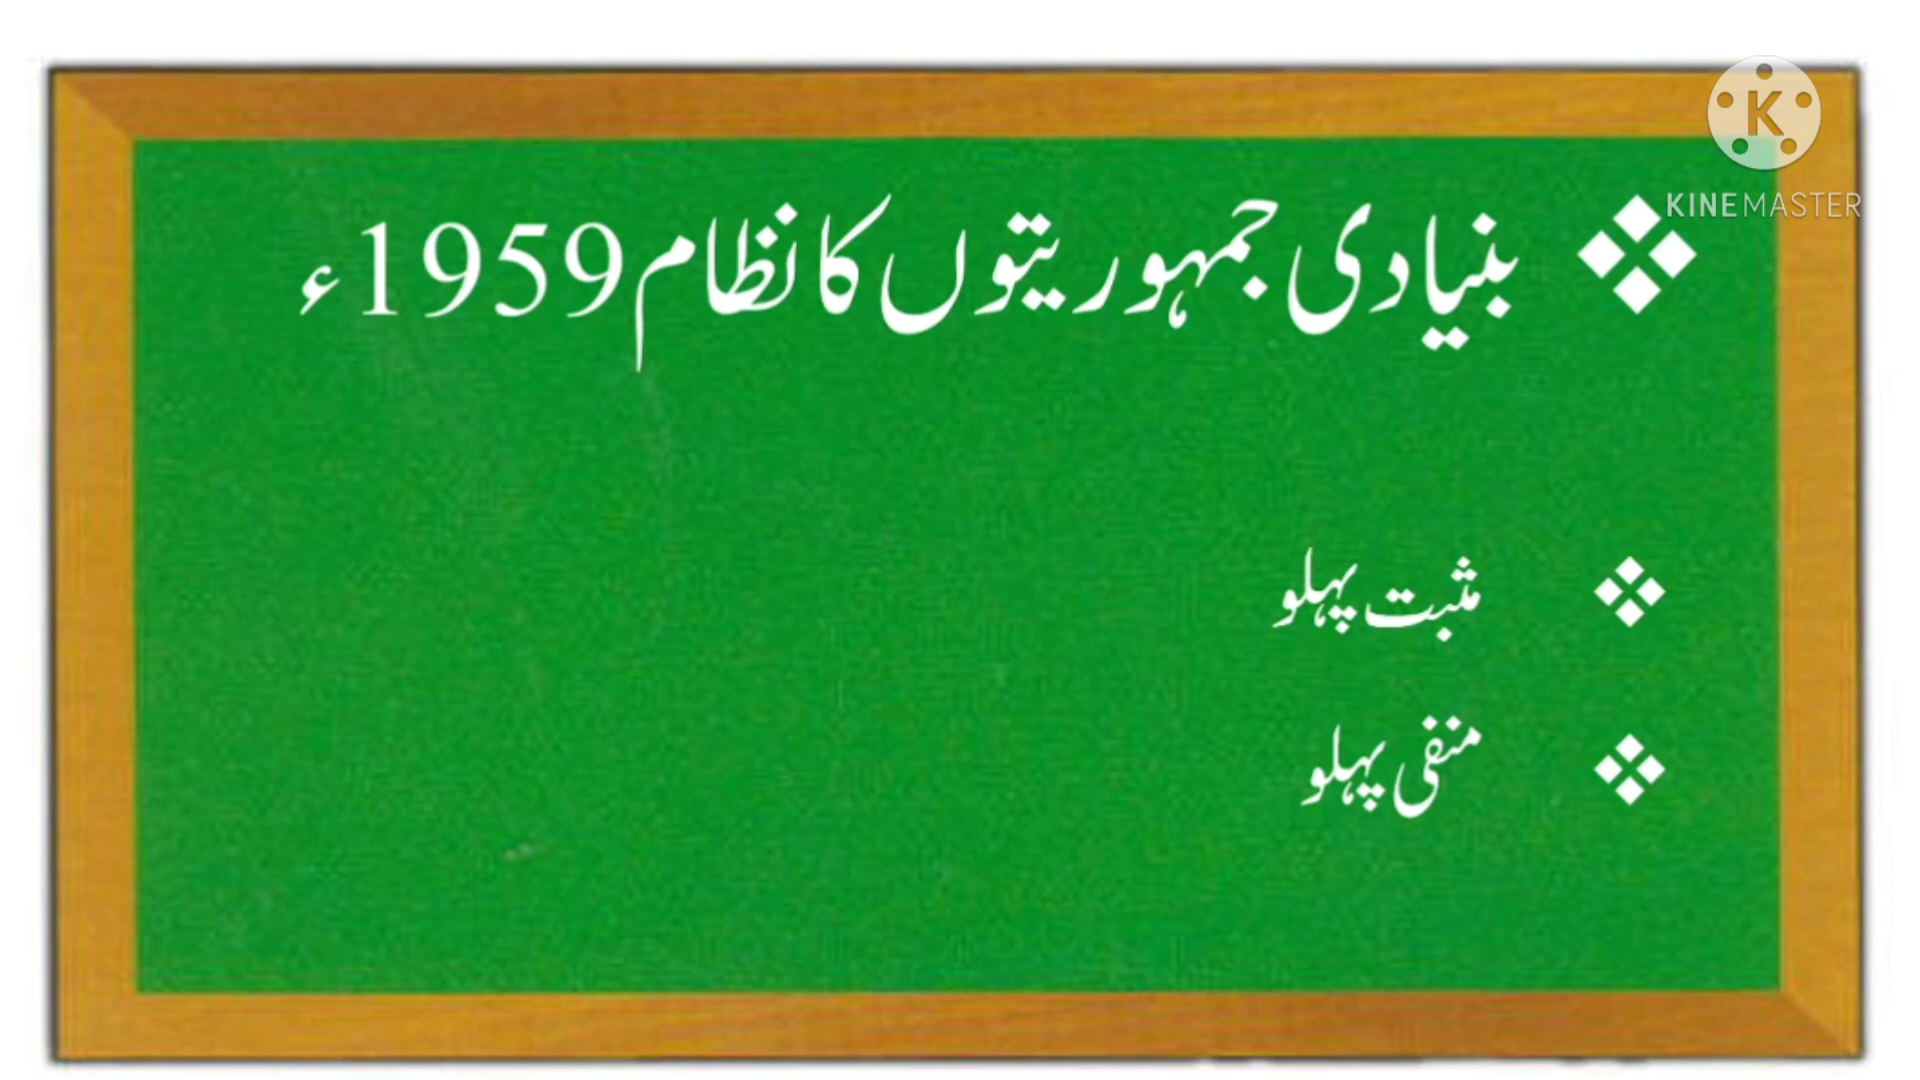 KINEMASTER
❖ بنیادی جمہوریتوں کا نظام 1959ء
❖ مثبت پہلو
❖ منفی پہلو